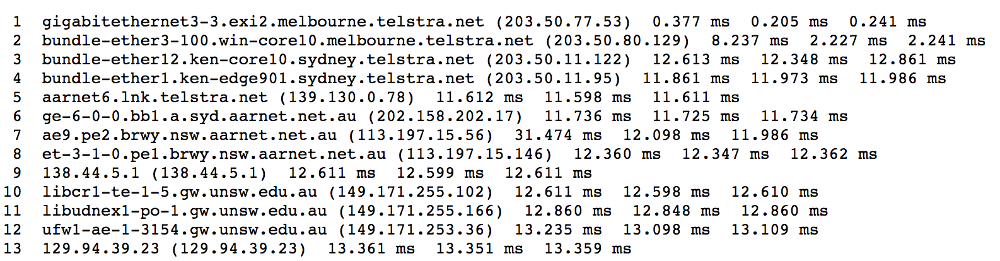 1 gigabitethernet3-3.exi2.melbourne.telstra.net (203.50.77.53) 0.377 ms 0.205 ms 0.241 ms
2 bundle-ether3-100.win-core10.melbourne.telstra.net (203.50.80.129) 8.237 ms 2.227 ms 2.241 ms
3 bundle-ether12.ken-core10.sydney.telstra.net (203.50.11.122) 12.613 ms 12.348 ms 12.861 ms
4 bundle-ether1.ken-edge901.sydney.telstra.net (203.50.11.95) 11.861 ms 11.973 ms 11.986 ms
5 aarnet6.lnk.telstra.net (139.130.0.78) 11.612 ms 11.598 ms 11.611 ms
6 ge-6-0-0.bb1.a.syd.aarnet.net.au (202.158.202.17) 11.736 ms 11.725 ms 11.734 ms
7 ae9.pe2.brwy.nsw.aarnet.net.au (113.197.15.56) 31.474 ms 12.098 ms 11.986 ms
8 et-3-1-0.pe1.brwy.nsw.aarnet.net.au (113.197.15.146) 12.360 ms 12.347 ms 12.362 ms
9 138.44.5.1 (138.44.5.1) 12.611 ms 12.599 ms 12.611 ms
10 libcr1-te-1-5.gw.unsw.edu.au (149.171.255.102) 12.611 ms 12.598 ms 12.610 ms
11 libudnex1-po-1.gw.unsw.edu.au (149.171.255.166) 12.860 ms 12.848 ms 12.860 ms
12 ufw1-ae-1-3154.gw.unsw.edu.au (149.171.253.36) 13.235 ms 13.098 ms 13.109 ms
13 129.94.39.23 (129.94.39.23) 13.361 ms 13.351 ms 13.359 ms